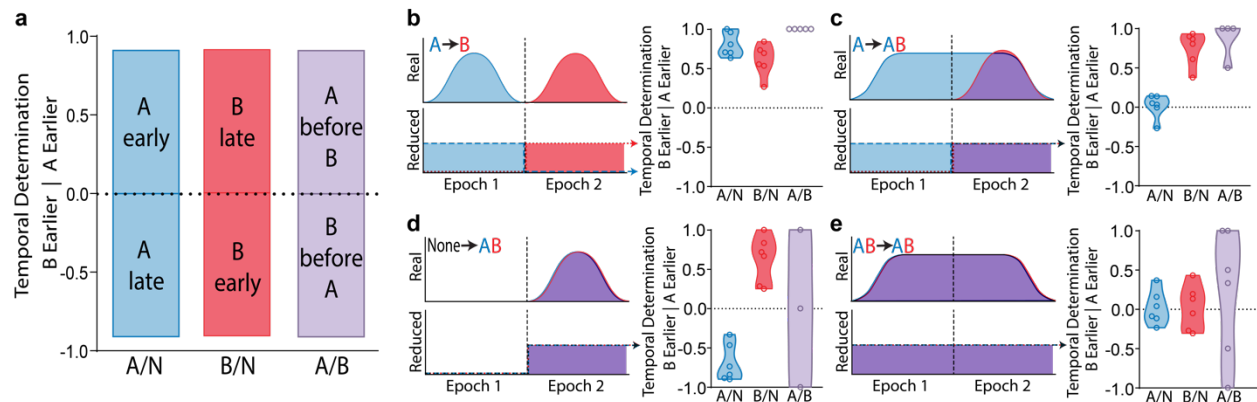 a
Temporal Determination
B Earlier | A Earlier
1.0
0.5
0.0
-0.5
-1.0
A
early
B
late
A
before
B
A
late
B
early
B
before
A
A/N
B/N
A/B
b
A→B
Real
Reduced
Epoch 1
Epoch 2
Temporal Determination
B Earlier | A Earlier
1.0
0.5
0.0
-0.5
-1.0
A/N
B/N
A/B
c
A→AB
Real
Reduced
Epoch 1
Epoch 2
Temporal Determination
B Earlier | A Earlier
1.0
0.5
0.0
-0.5
-1.0
A/N
B/N
A/B
d
None→AB
Real
Reduced
Epoch 1
Epoch 2
Temporal Determination
B Earlier | A Earlier
1.0
0.5
0.0
-0.5
-1.0
A/N
B/N
A/B
e
AB→AB
Real
Reduced
Epoch 1
Epoch 2
Temporal Determination
B Earlier | A Earlier
1.0
0.5
0.0
-0.5
-1.0
A/N
B/N
A/B